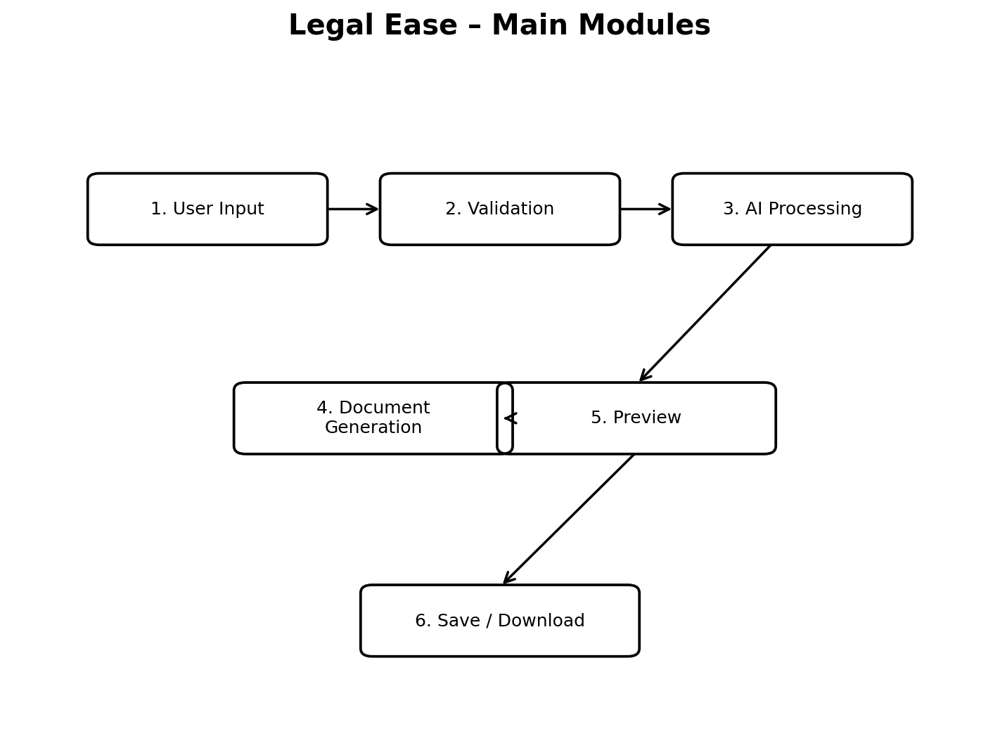 Legal Ease – Main Modules
1. User Input
2. Validation
3. AI Processing
4. Document
Generation
5. Preview
6. Save / Download